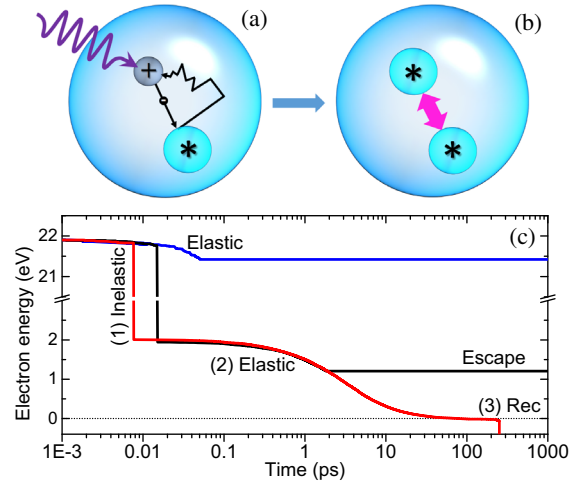 (a)
(b)
+
*
*
*
(c)
Electron energy (eV)
22
21
2
1
0
Elastic
(1) Inelastic
(2) Elastic
Escape
(3) Rec
1E-3
0.01
0.1
1
10
100
1000
Time (ps)